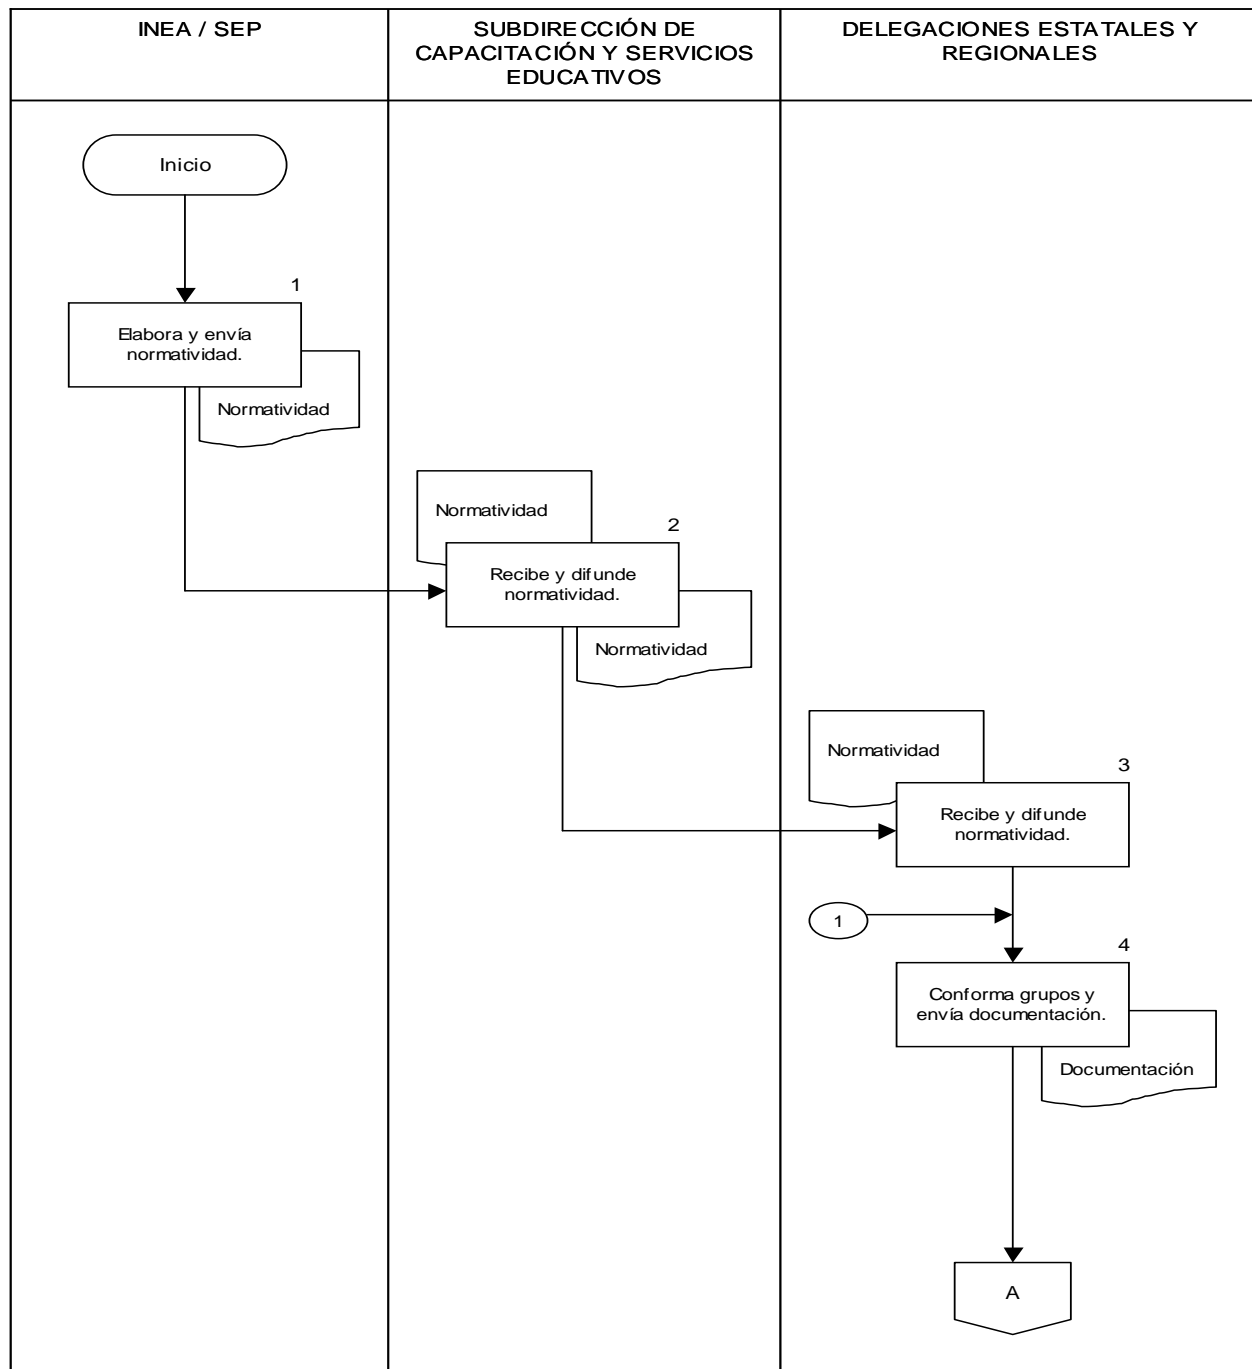 INEA / SEP
SUBDIRECCIÓN DE
CAPACITACIÓN Y SERVICIOS
EDUCATIVOS
DELEGACIONES ESTATALES Y
REGIONALES
Inicio
1
Elabora y envía
normatividad.
Normatividad
Normatividad
2
Recibe y difunde
normatividad.
Normatividad
Normatividad
3
Recibe y difunde
normatividad.
1
4
Conforma grupos y
envía documentación.
Documentación
A